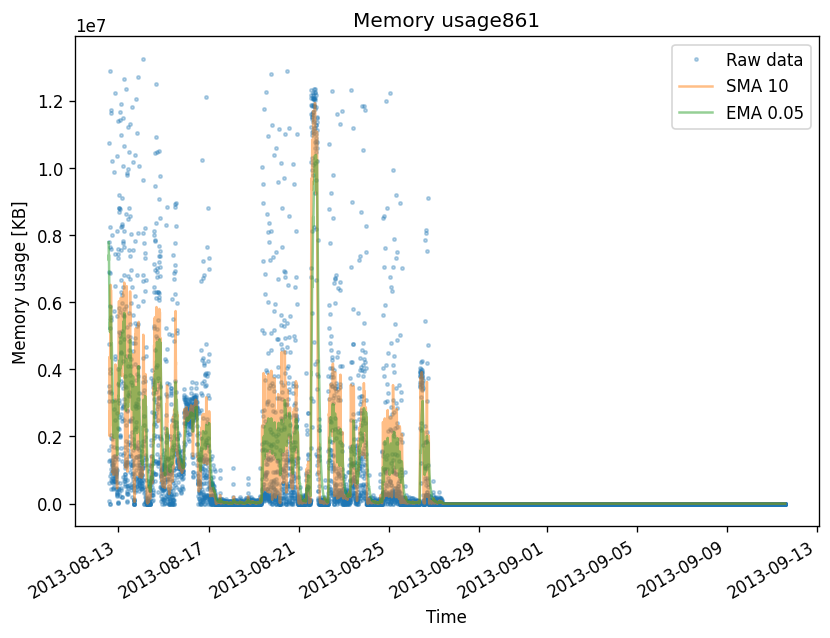 Memory usage861
1e7
Raw data
SMA 10
EMA 0.05
1.2
1.0
0.8
0.6
0.4
0.2
0.0
Memory usage [KB]
2013-08-13
2013-08-17
2013-08-21
2013-08-25
2013-08-29
2013-09-01
2013-09-05
2013-09-09
2013-09-13
Time